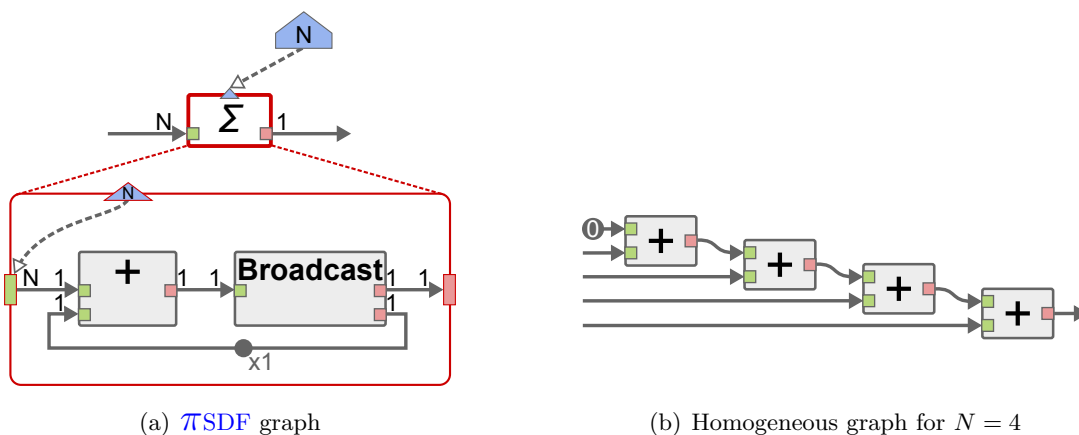 N
N Σ 1
N
N 1 + 1 1 Broadcast 1 1
1 1
x1
0 +
+
+
+
(a) πSDF graph
(b) Homogeneous graph for N = 4